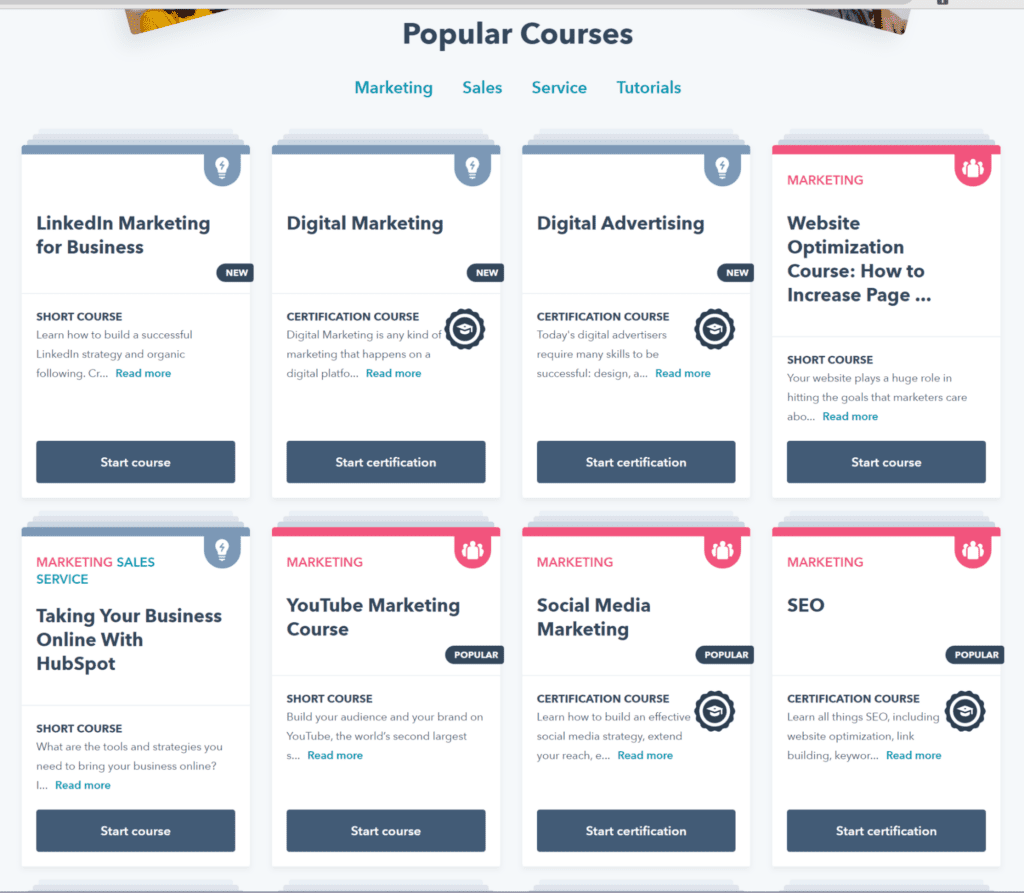 Popular Courses
Marketing Sales Service Tutorials
LinkedIn Marketing
for Business
NEW
SHORT COURSE
Learn how to build a successful
LinkedIn strategy and organic
following. Cr... Read more
Start course
Digital Marketing
NEW
CERTIFICATION COURSE
Digital Marketing is any kind of
marketing that happens on a
digital platfo... Read more
Start certification
Digital Advertising
NEW
CERTIFICATION COURSE
Today's digital advertisers
require many skills to be
successful: design, a... Read more
Start certification
MARKETING
Website
Optimization
Course: How to
Increase Page ...
SHORT COURSE
Your website plays a huge role in
hitting the goals that marketers care
abo... Read more
Start course
MARKETING SALES
SERVICE
Taking Your Business
Online With
HubSpot
SHORT COURSE
What are the tools and strategies you
need to bring your business online?
I... Read more
Start course
MARKETING
YouTube Marketing
Course
POPULAR
SHORT COURSE
Build your audience and your brand on
YouTube, the world's second largest
s... Read more
Start course
MARKETING
Social Media
Marketing
POPULAR
CERTIFICATION COURSE
Learn how to build an effective
social media strategy, extend
your reach, e... Read more
Start certification
MARKETING
SEO
POPULAR
CERTIFICATION COURSE
Learn all things SEO, including
website optimization, link
building, keywor... Read more
Start certification